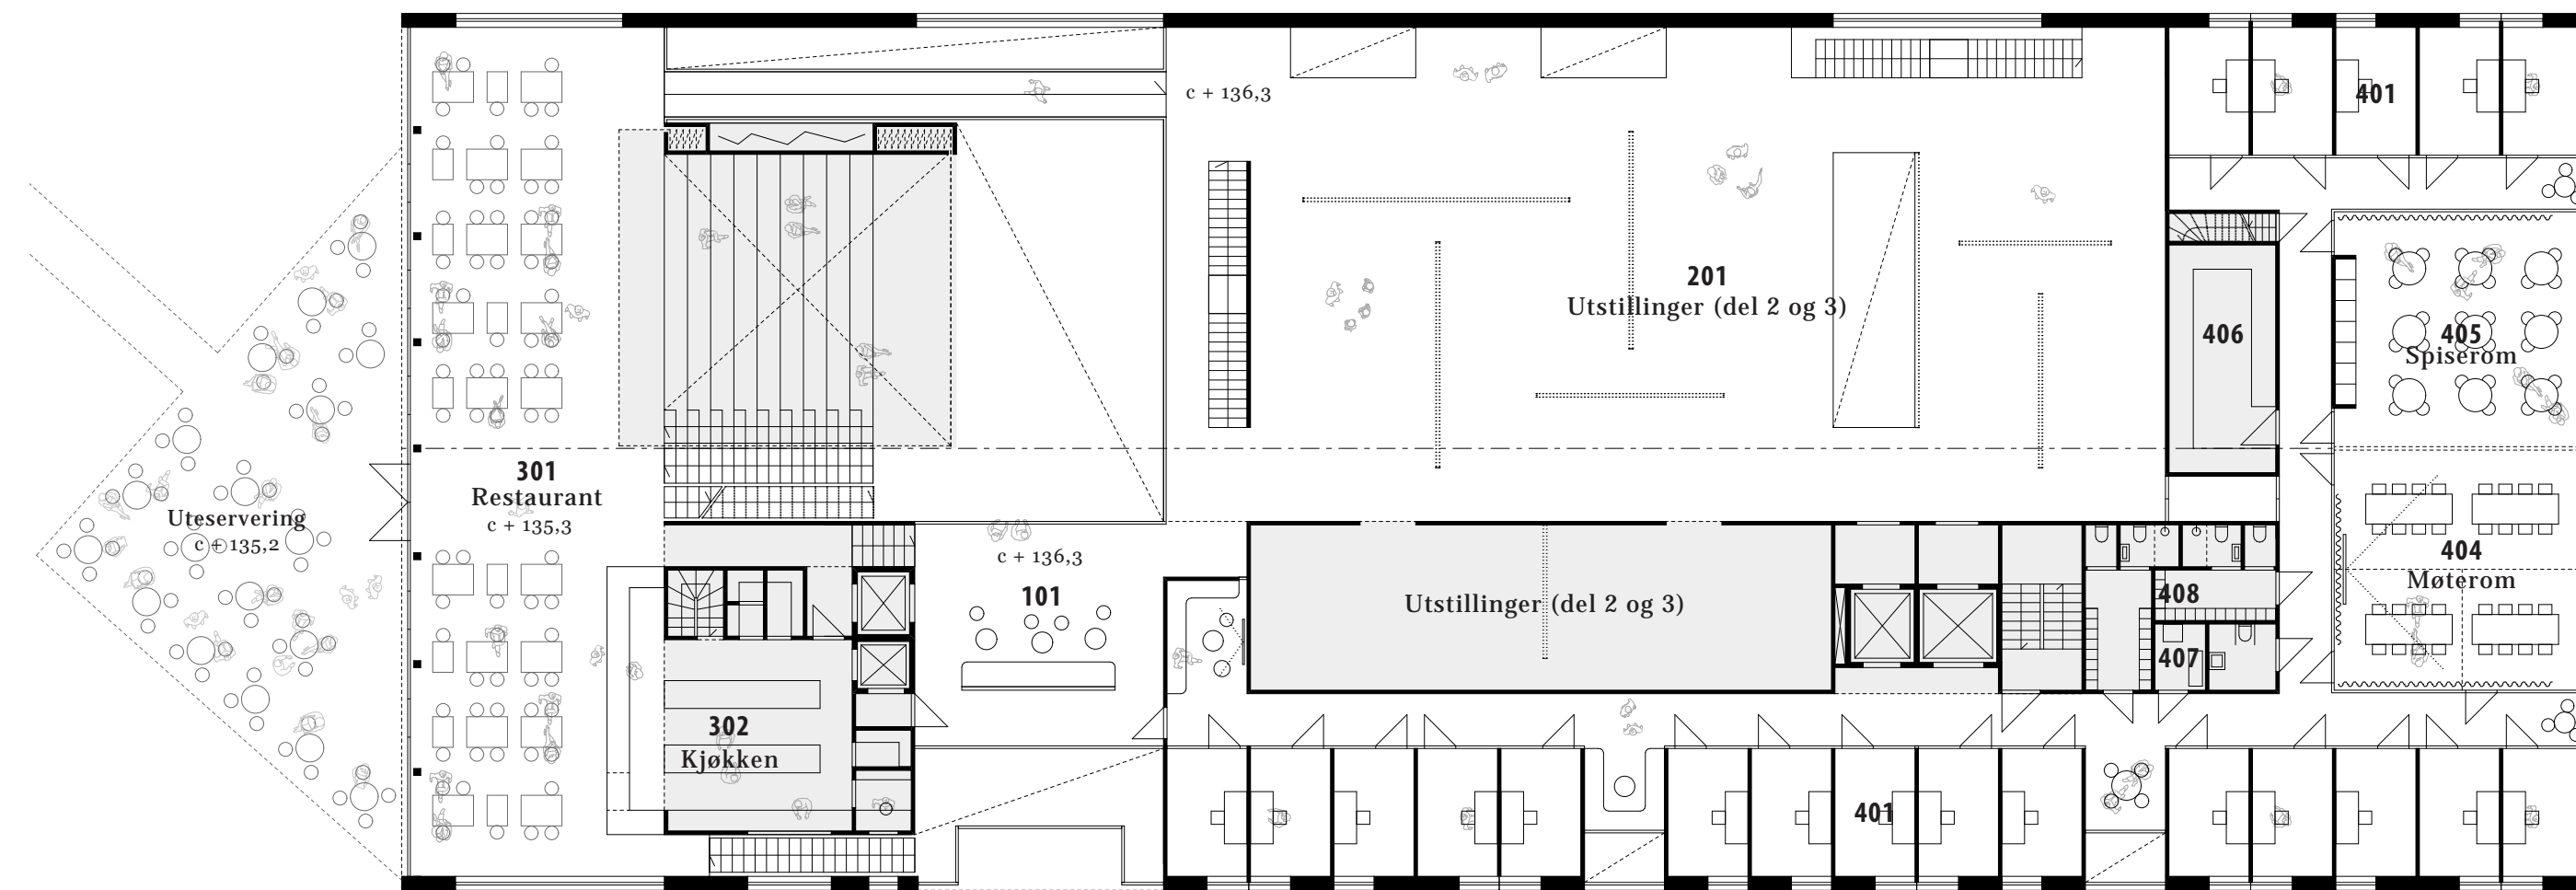 c + 136,3
401
201
Utstillinger (del 2 og 3)
406
405
Spiserom
301
Restaurant
c + 135,3
Uteservering
c + 135,2
c + 136,3
101
Utstillinger (del 2 og 3)
408
407
404
Møterom
302
Kjøkken
401